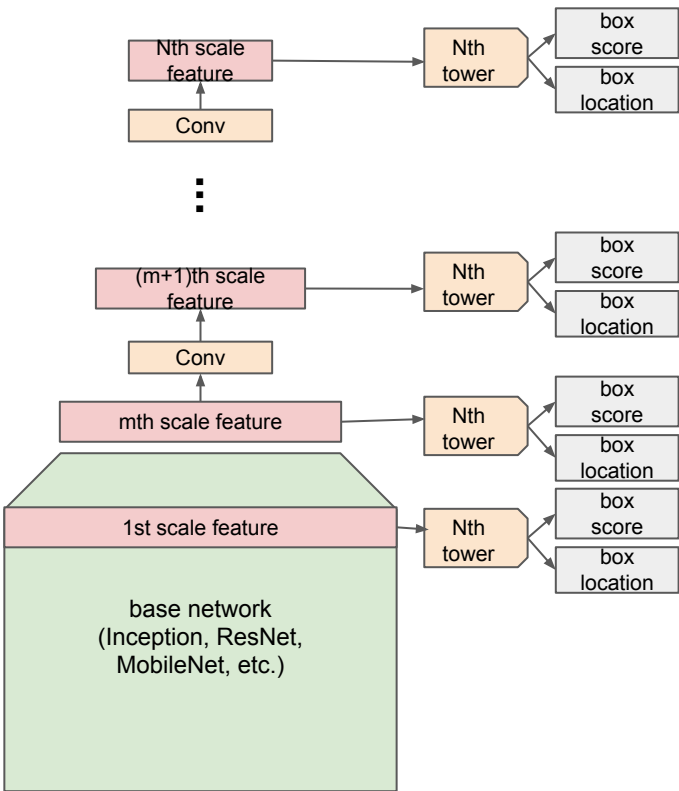 Nth scale
feature
Nth
tower
box
score
box
location
Conv
(m+1)th scale
feature
Nth
tower
box
score
box
location
Conv
mth scale feature
Nth
tower
box
score
box
location
1st scale feature
Nth
tower
box
score
box
location
base network
(Inception, ResNet,
MobileNet, etc.)